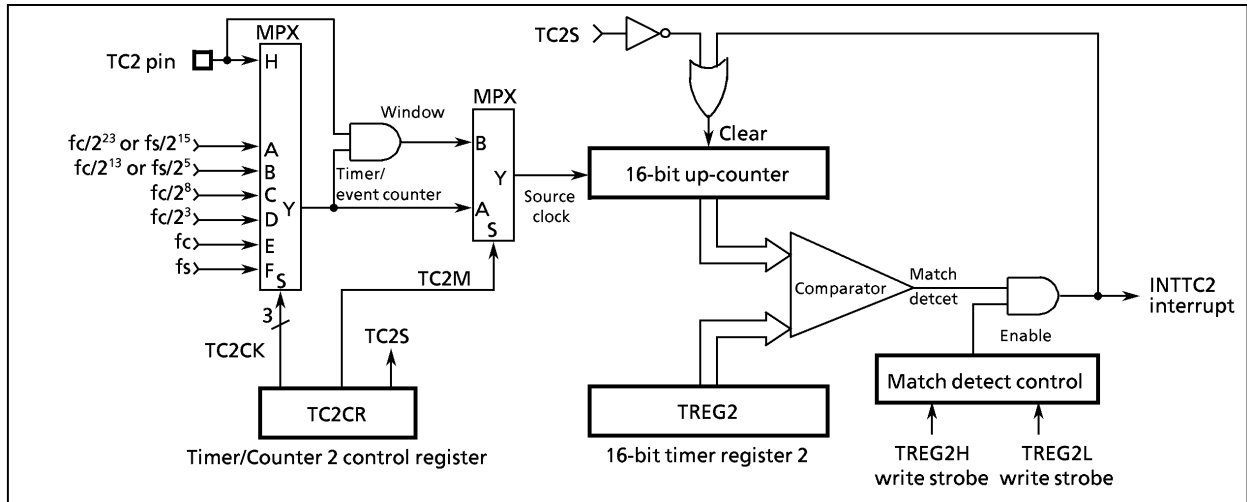 MPX
TC2 pin
H
fc/2²³ or fs/2¹⁵
A
fc/2¹³ or fs/2⁵
B
fc/2⁸
C
fc/2³
D
fc
E
fs
F
Y
S
3
TC2CK
Window
Timer/
event counter
MPX
B
Y
A
S
TC2M
TC2S
TC2CR
Timer/Counter 2 control register
Source
clock
TC2S
Clear
16-bit up-counter
Comparator
Match
detcet
Enable
INTTC2
interrupt
TREG2
16-bit timer register 2
Match detect control
TREG2H
write strobe
TREG2L
write strobe